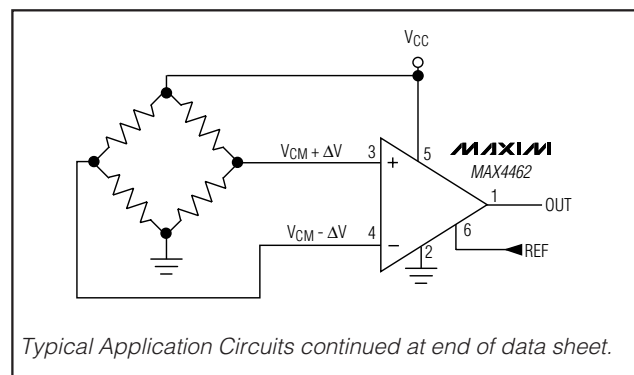 VCC
VCM + ΔV
3
+
5
MAXIM
MAX4462
1
OUT
VCM - ΔV
4
−
2
6
REF
Typical Application Circuits continued at end of data sheet.